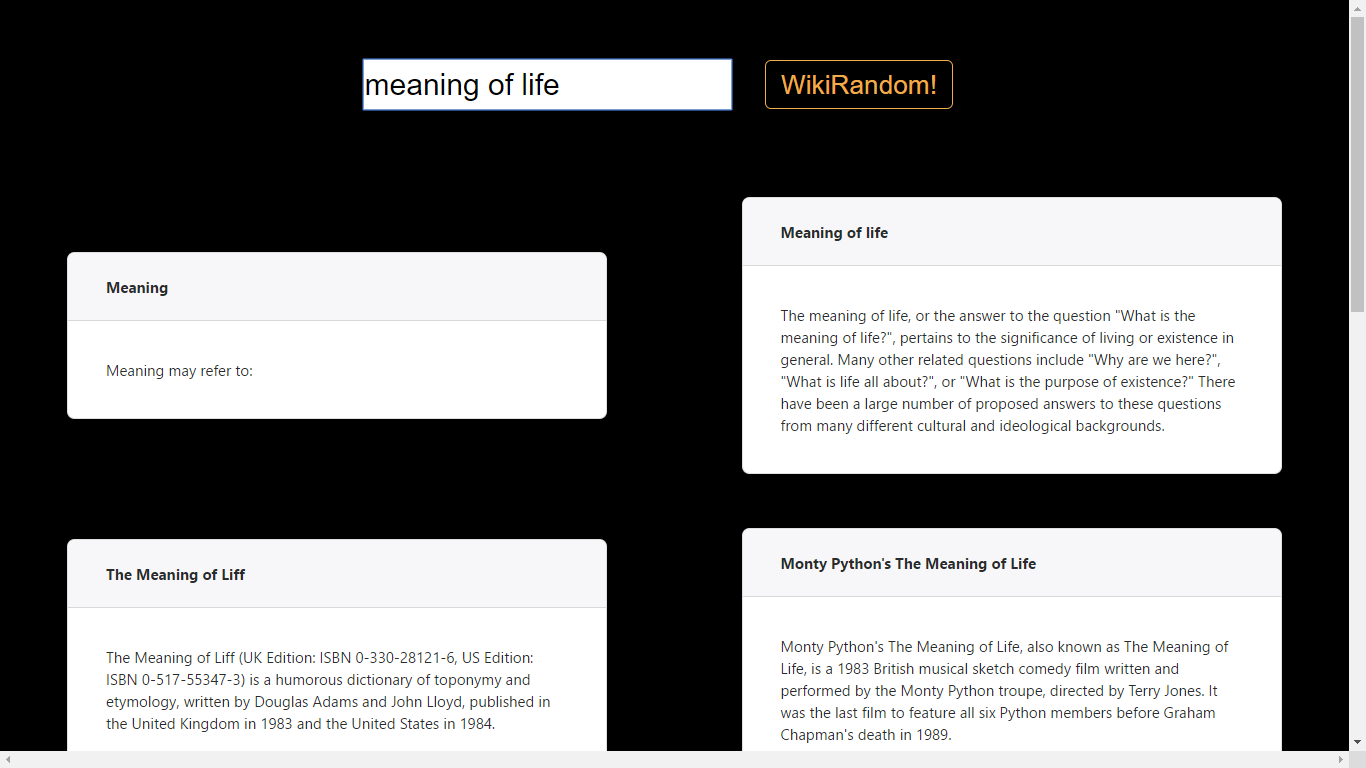 meaning of life
WikiRandom!
Meaning
Meaning may refer to:
Meaning of life
The meaning of life, or the answer to the question "What is the
meaning of life?", pertains to the significance of living or existence in
general. Many other related questions include "Why are we here?",
"What is life all about?", or "What is the purpose of existence?" There
have been a large number of proposed answers to these questions
from many different cultural and ideological backgrounds.
The Meaning of Liff
The Meaning of Liff (UK Edition: ISBN 0-330-28121-6, US Edition:
ISBN 0-517-55347-3) is a humorous dictionary of toponymy and
etymology, written by Douglas Adams and John Lloyd, published in
the United Kingdom in 1983 and the United States in 1984.
Monty Python's The Meaning of Life
Monty Python's The Meaning of Life, also known as The Meaning of
Life, is a 1983 British musical sketch comedy film written and
performed by the Monty Python troupe, directed by Terry Jones. It
was the last film to feature all six Python members before Graham
Chapman's death in 1989.